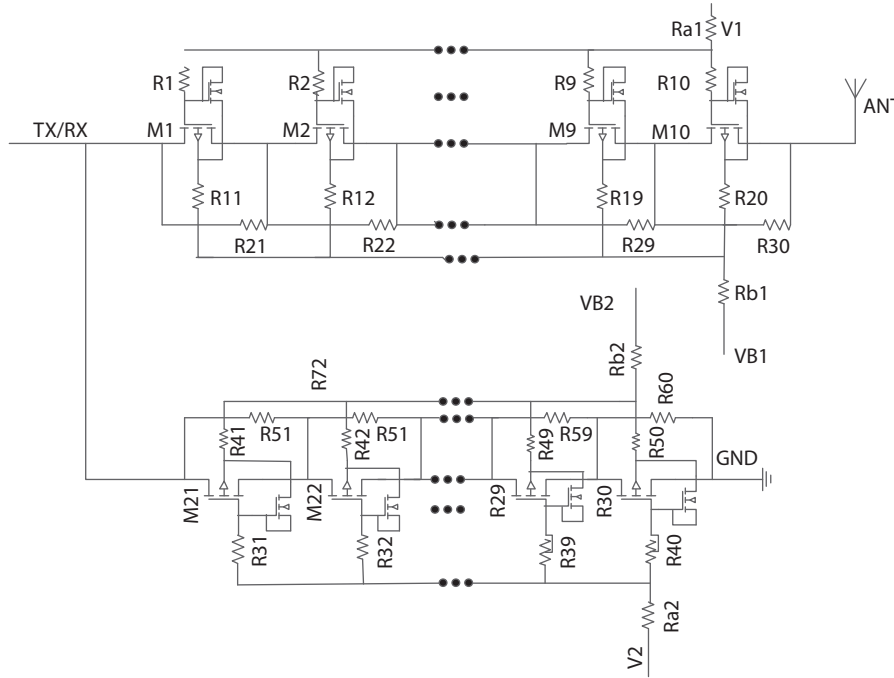 Ra1 V1
R1 R2 R9 R10
TX/RX M1 M2 M9 M10 ANT
R11 R12 R19 R20
R21 R22 R29 R30
Rb1
VB2
VB1
Rb2
R72
R60
R41 R51 R42 R51 R49 R59 R50
GND
M21 M22 R29 R30
R31 R32 R39 R40
Ra2
V2